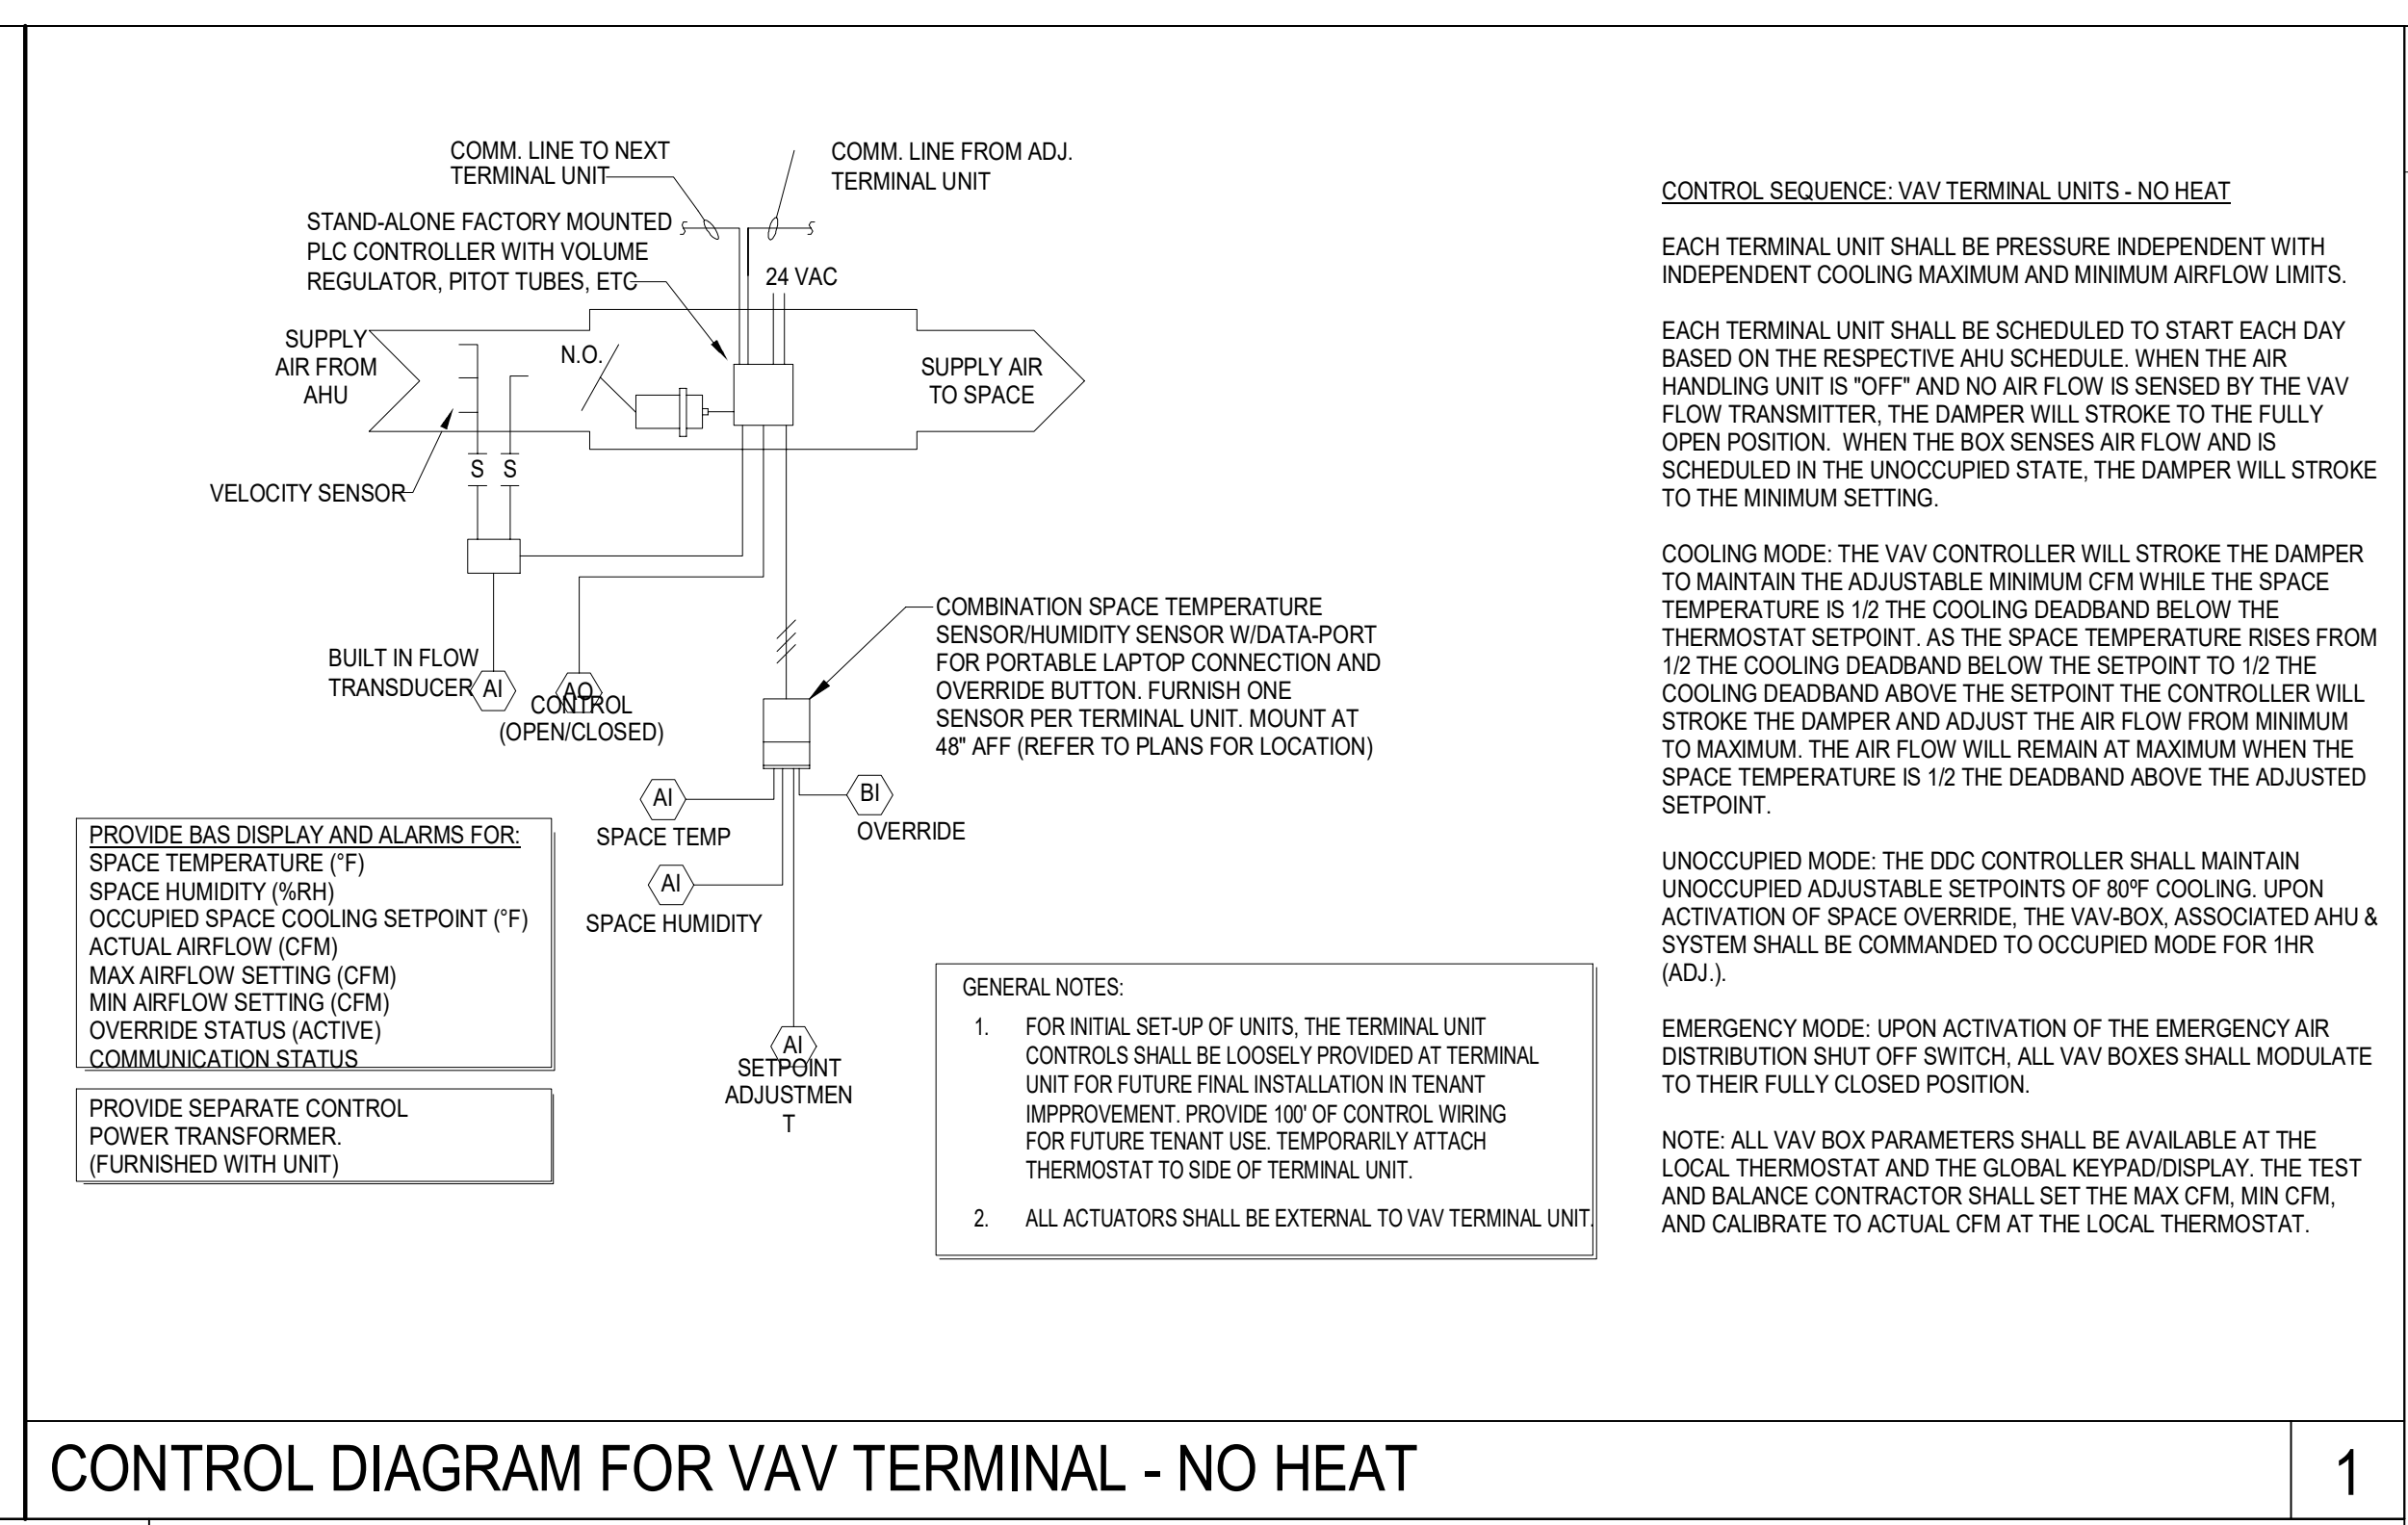 COMM. LINE TO NEXT
TERMINAL UNIT
COMM. LINE FROM ADJ.
TERMINAL UNIT
STAND-ALONE FACTORY MOUNTED
PLC CONTROLLER WITH VOLUME
REGULATOR, PITOT TUBES, ETC
24 VAC
SUPPLY
AIR FROM
AHU
N.O.
SUPPLY AIR
TO SPACE
S S
VELOCITY SENSOR
BUILT IN FLOW
TRANSDUCER
AI
AO
CONTROL
(OPEN/CLOSED)
COMBINATION SPACE TEMPERATURE
SENSOR/HUMIDITY SENSOR W/DATA-PORT
FOR PORTABLE LAPTOP CONNECTION AND
OVERRIDE BUTTON. FURNISH ONE
SENSOR PER TERMINAL UNIT. MOUNT AT
48" AFF (REFER TO PLANS FOR LOCATION)
AI
SPACE TEMP
BI
OVERRIDE
AI
SPACE HUMIDITY
AI
SETPOINT
ADJUSTMEN
T
PROVIDE BAS DISPLAY AND ALARMS FOR:
SPACE TEMPERATURE (°F)
SPACE HUMIDITY (%RH)
OCCUPIED SPACE COOLING SETPOINT (°F)
ACTUAL AIRFLOW (CFM)
MAX AIRFLOW SETTING (CFM)
MIN AIRFLOW SETTING (CFM)
OVERRIDE STATUS (ACTIVE)
COMMUNICATION STATUS
PROVIDE SEPARATE CONTROL
POWER TRANSFORMER.
(FURNISHED WITH UNIT)
GENERAL NOTES:
1. FOR INITIAL SET-UP OF UNITS, THE TERMINAL UNIT
CONTROLS SHALL BE LOOSELY PROVIDED AT TERMINAL
UNIT FOR FUTURE FINAL INSTALLATION IN TENANT
IMPPROVEMENT. PROVIDE 100' OF CONTROL WIRING
FOR FUTURE TENANT USE. TEMPORARILY ATTACH
THERMOSTAT TO SIDE OF TERMINAL UNIT.
2. ALL ACTUATORS SHALL BE EXTERNAL TO VAV TERMINAL UNIT.
CONTROL SEQUENCE: VAV TERMINAL UNITS - NO HEAT
EACH TERMINAL UNIT SHALL BE PRESSURE INDEPENDENT WITH
INDEPENDENT COOLING MAXIMUM AND MINIMUM AIRFLOW LIMITS.
EACH TERMINAL UNIT SHALL BE SCHEDULED TO START EACH DAY
BASED ON THE RESPECTIVE AHU SCHEDULE. WHEN THE AIR
HANDLING UNIT IS "OFF" AND NO AIR FLOW IS SENSED BY THE VAV
FLOW TRANSMITTER, THE DAMPER WILL STROKE TO THE FULLY
OPEN POSITION. WHEN THE BOX SENSES AIR FLOW AND IS
SCHEDULED IN THE UNOCCUPIED STATE, THE DAMPER WILL STROKE
TO THE MINIMUM SETTING.
COOLING MODE: THE VAV CONTROLLER WILL STROKE THE DAMPER
TO MAINTAIN THE ADJUSTABLE MINIMUM CFM WHILE THE SPACE
TEMPERATURE IS 1/2 THE COOLING DEADBAND BELOW THE
THERMOSTAT SETPOINT. AS THE SPACE TEMPERATURE RISES FROM
1/2 THE COOLING DEADBAND BELOW THE SETPOINT TO 1/2 THE
COOLING DEADBAND ABOVE THE SETPOINT THE CONTROLLER WILL
STROKE THE DAMPER AND ADJUST THE AIR FLOW FROM MINIMUM
TO MAXIMUM. THE AIR FLOW WILL REMAIN AT MAXIMUM WHEN THE
SPACE TEMPERATURE IS 1/2 THE DEADBAND ABOVE THE ADJUSTED
SETPOINT.
UNOCCUPIED MODE: THE DDC CONTROLLER SHALL MAINTAIN
UNOCCUPIED ADJUSTABLE SETPOINTS OF 80ºF COOLING. UPON
ACTIVATION OF SPACE OVERRIDE, THE VAV-BOX, ASSOCIATED AHU &
SYSTEM SHALL BE COMMANDED TO OCCUPIED MODE FOR 1HR
(ADJ.).
EMERGENCY MODE: UPON ACTIVATION OF THE EMERGENCY AIR
DISTRIBUTION SHUT OFF SWITCH, ALL VAV BOXES SHALL MODULATE
TO THEIR FULLY CLOSED POSITION.
NOTE: ALL VAV BOX PARAMETERS SHALL BE AVAILABLE AT THE
LOCAL THERMOSTAT AND THE GLOBAL KEYPAD/DISPLAY. THE TEST
AND BALANCE CONTRACTOR SHALL SET THE MAX CFM, MIN CFM,
AND CALIBRATE TO ACTUAL CFM AT THE LOCAL THERMOSTAT.
CONTROL DIAGRAM FOR VAV TERMINAL - NO HEAT
1